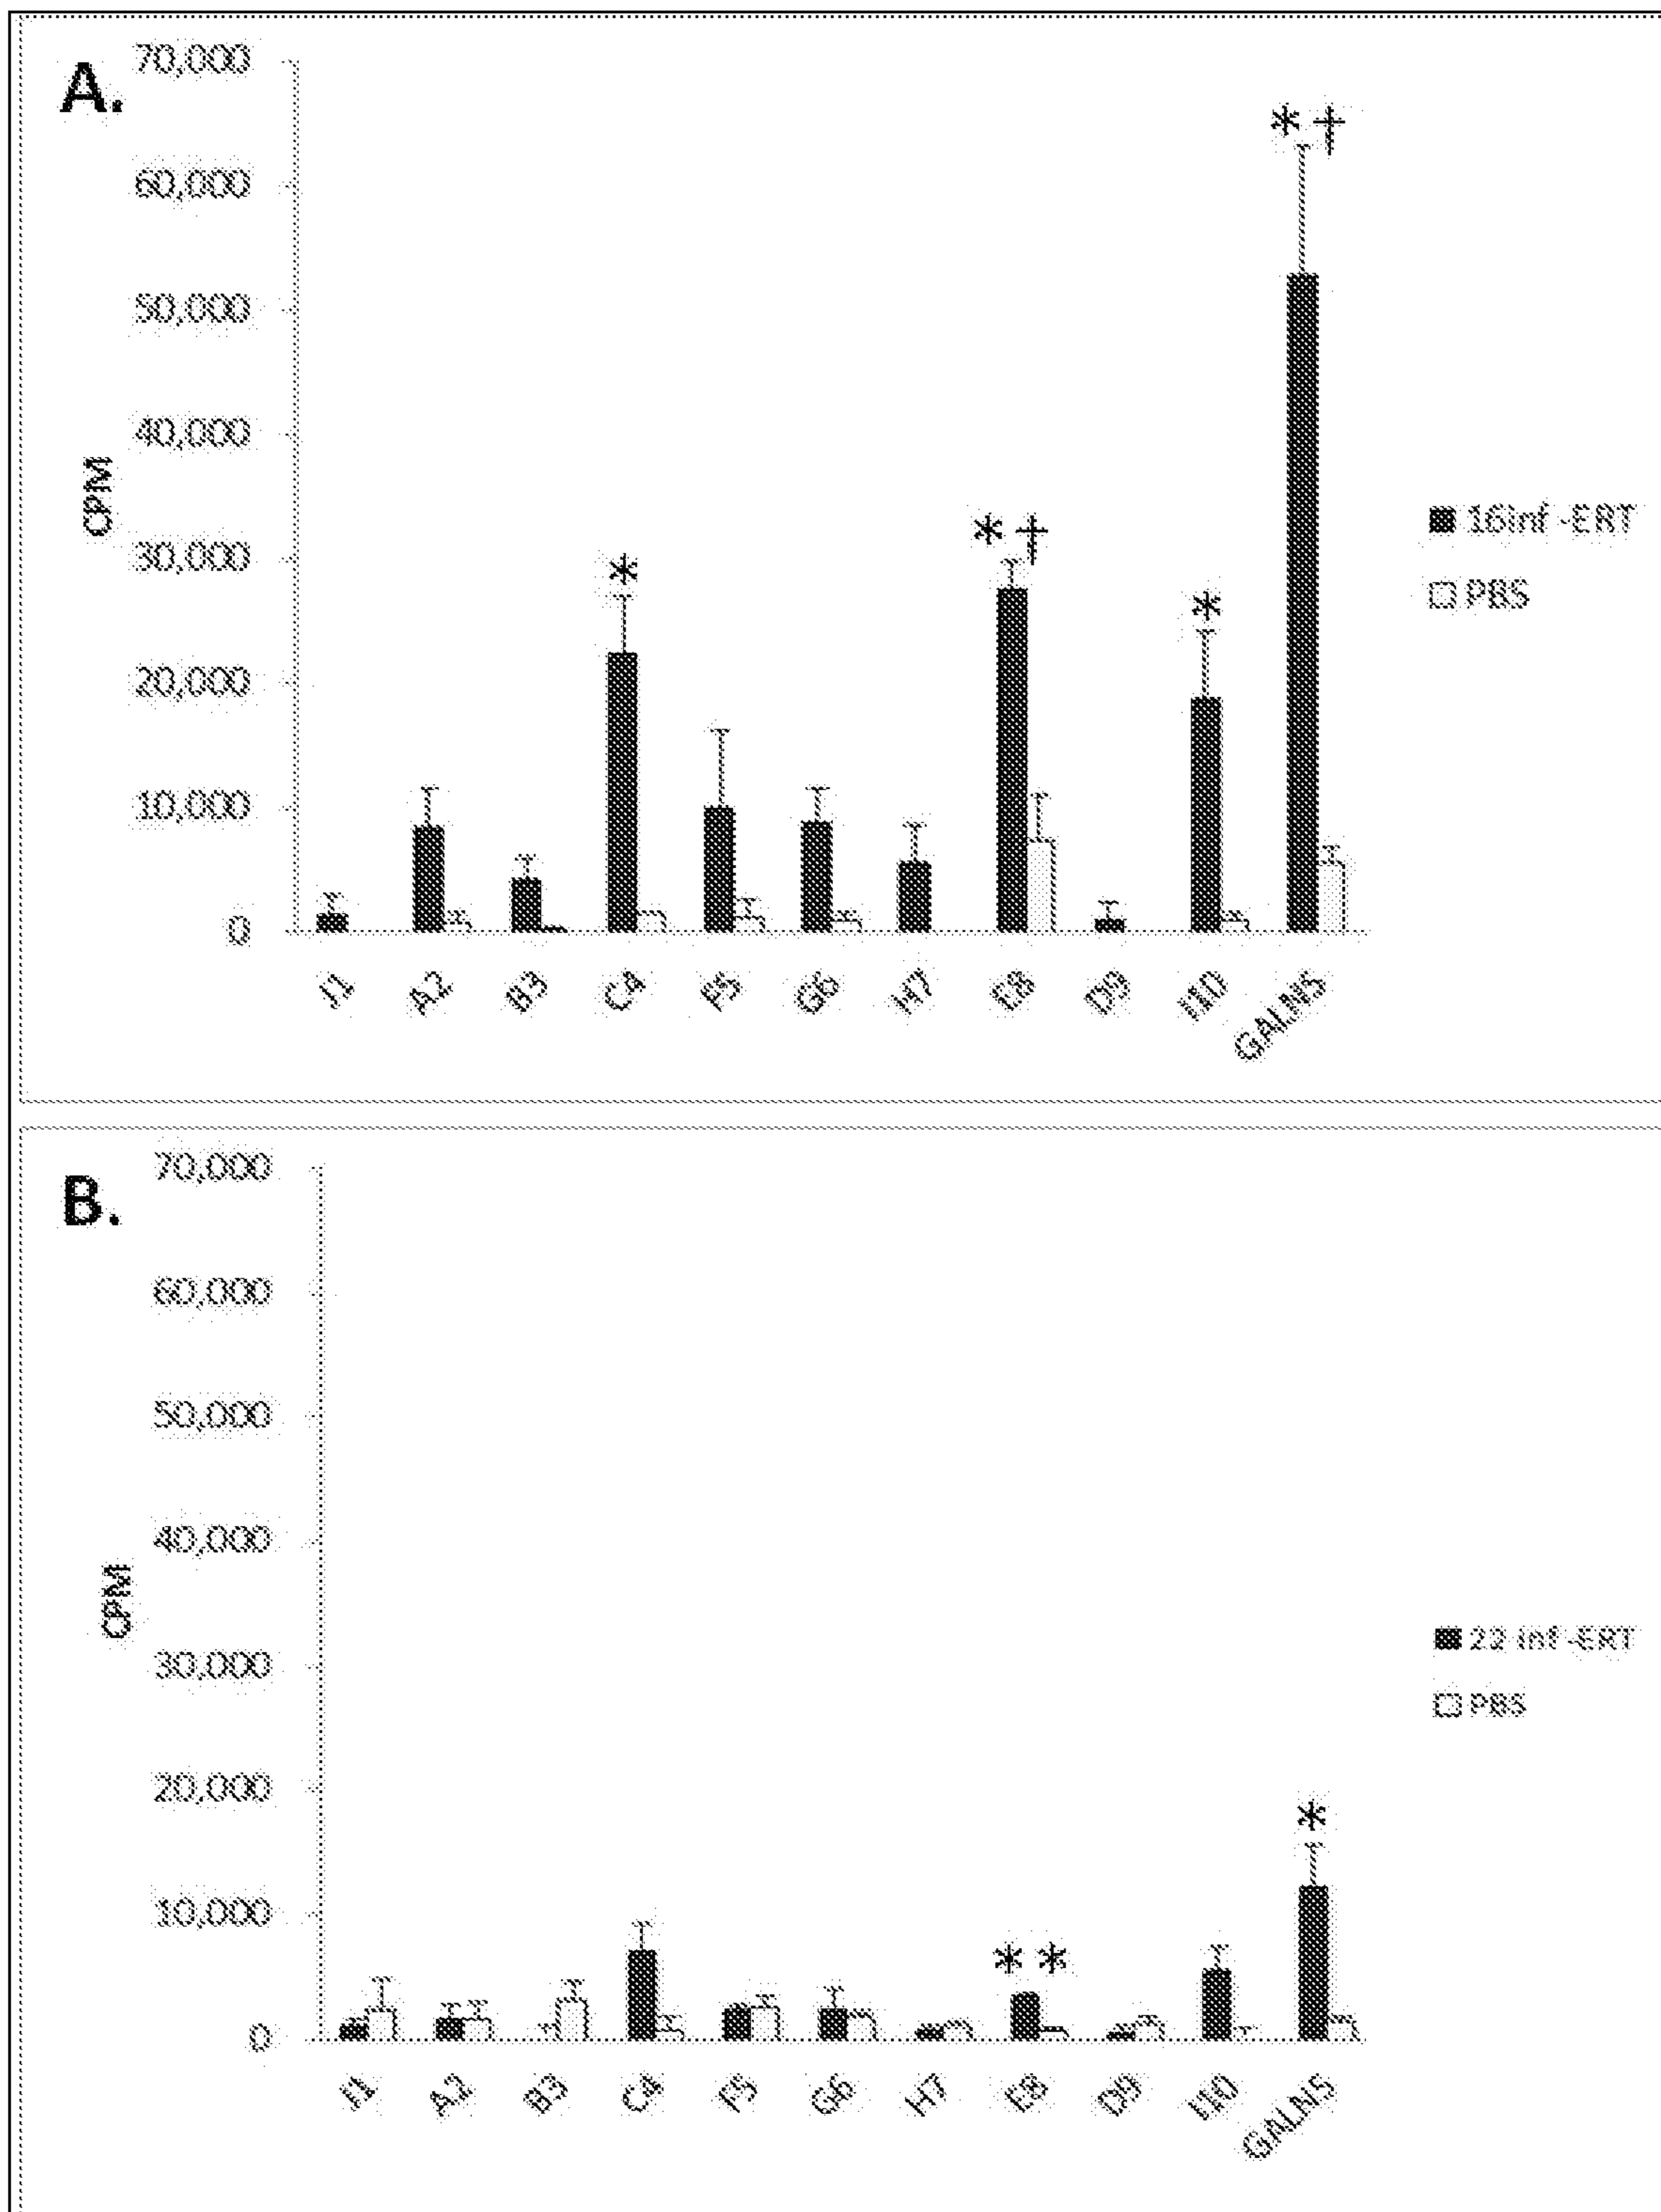 A.
70,000
60,000
50,000
40,000
30,000
20,000
10,000
0
CPM
* †
* †
*
*
16inf -ERT
PBS
J1 A2 B3 C4 F5 G6 H7 E8 D9 I10 GALNS
B.
70,000
60,000
50,000
40,000
30,000
20,000
10,000
0
CPM
22 inf -ERT
PBS
*
* *
J1 A2 B3 C4 F5 G6 H7 E8 D9 I10 GALNS